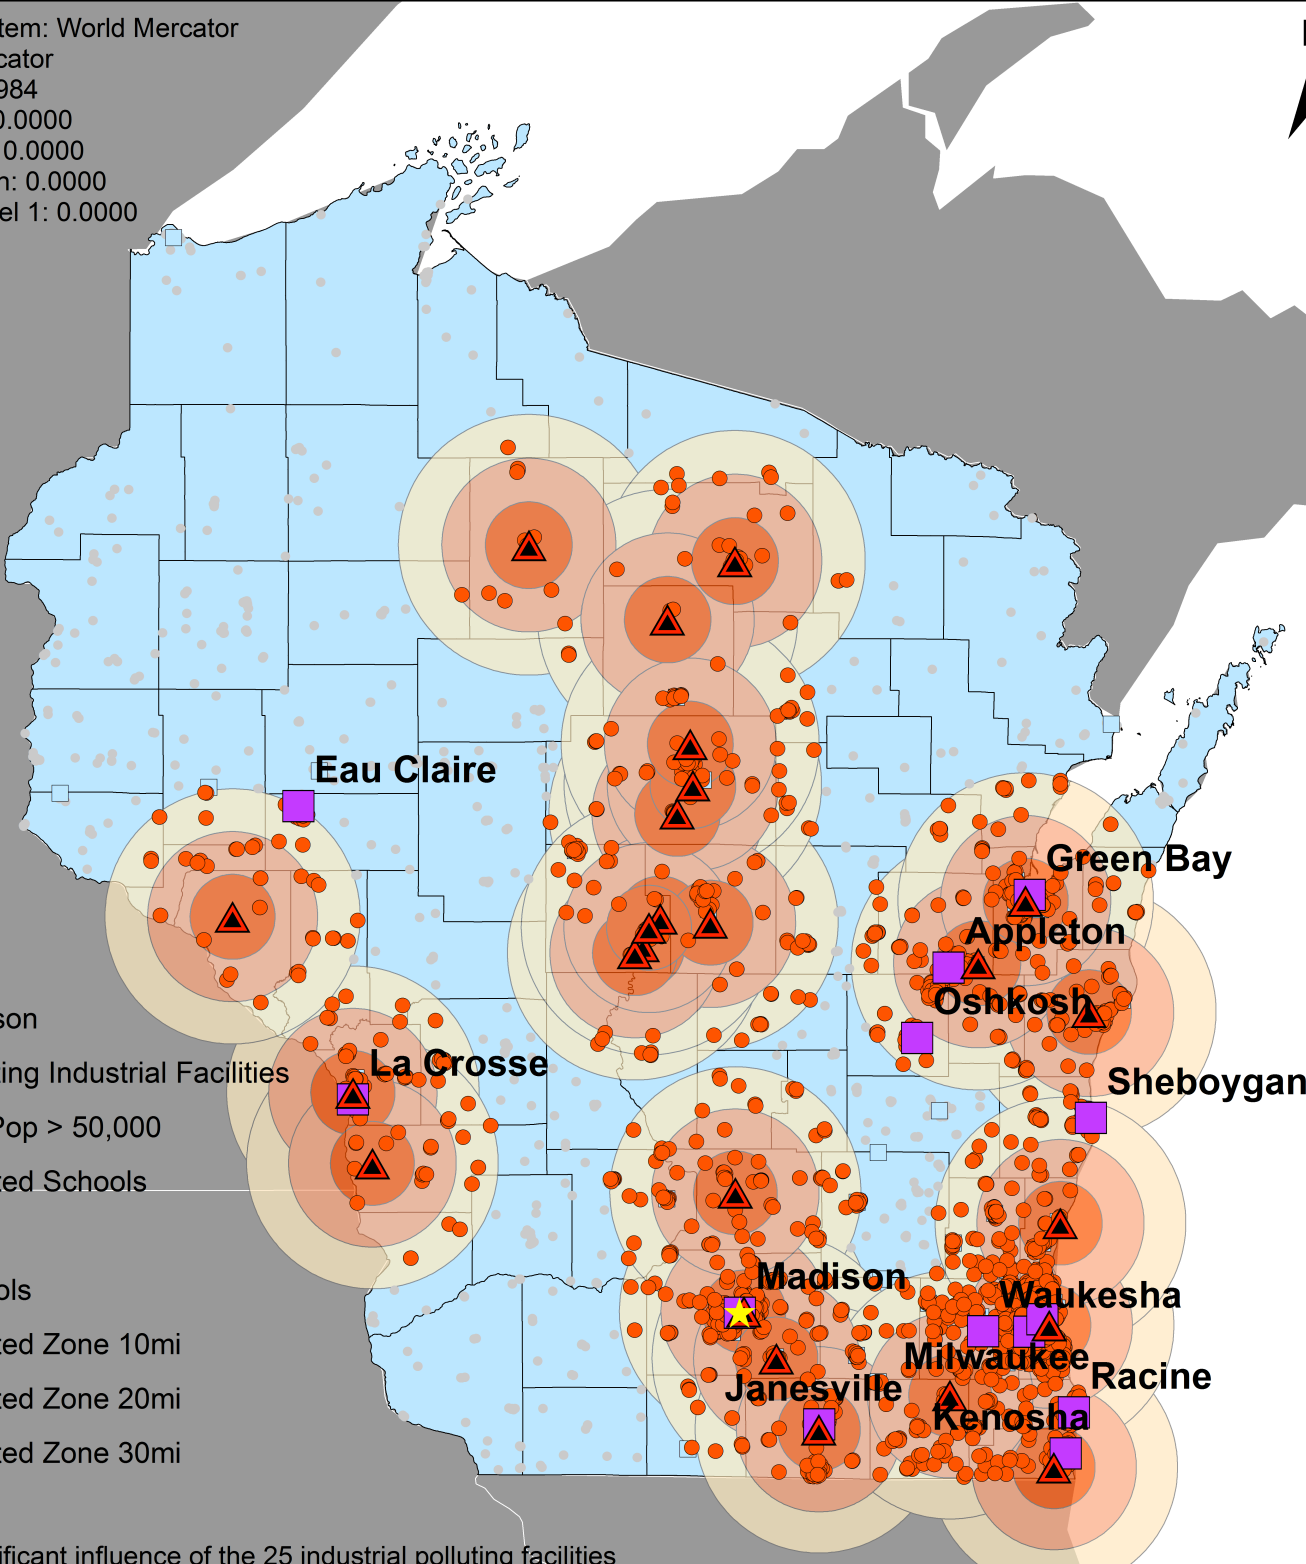 tem: World Mercator
cator
984
0.0000
0.0000
n: 0.0000
el 1: 0.0000
Eau Claire
Green Bay
Appleton
Oshkosh
son
La Crosse
ting Industrial Facilities
Sheboygan
Pop > 50,000
ted Schools
Madison
ols
Waukesha
ted Zone 10mi
Milwaukee
Racine
Janesville
ted Zone 20mi
Kenosha
ted Zone 30mi
ificant influence of the 25 industrial polluting facilities